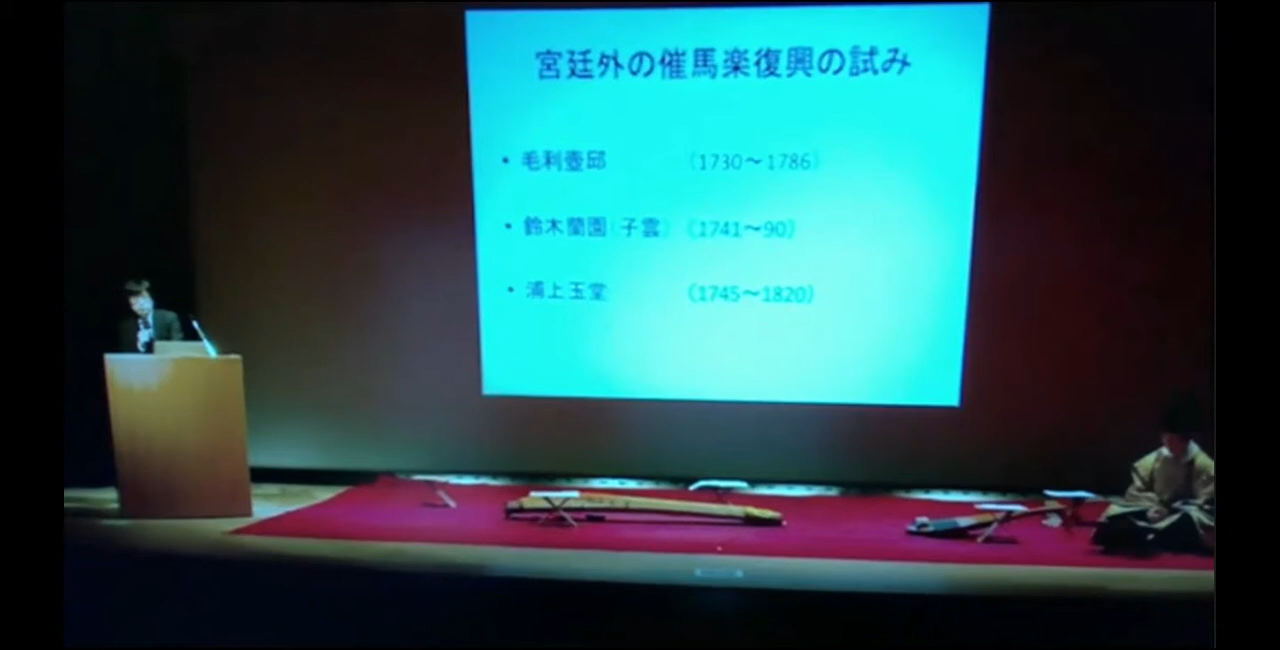 宮廷外の催馬楽復興の試み
• 毛利壺邱 (1730～1786)
• 鈴木蘭園(子雲) (1741～90)
• 浦上玉堂 (1745～1820)